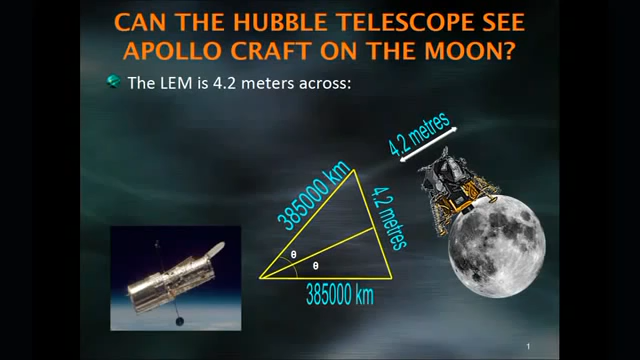 CAN THE HUBBLE TELESCOPE SEE
APOLLO CRAFT ON THE MOON?
The LEM is 4.2 meters across:
4.2 metres
385000 km
4.2 metres
θ
θ
385000 km
1